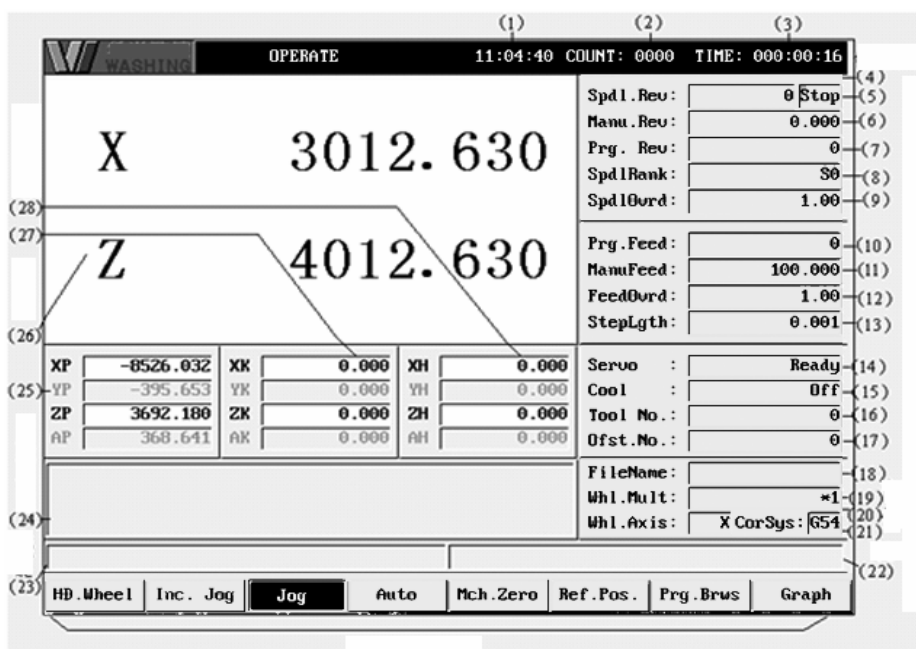 (1) (2) (3)
WASHING OPERATE 11:04:40 COUNT: 0000 TIME: 000:00:16
(4)
Spdl.Rev: 0 Stop (5)
Manu.Rev: 0.000 (6)
Prg. Rev: 0 (7)
SpdlRank: S0 (8)
SpdlOvrd: 1.00 (9)
X 3012.630
(28)
(27)
Z 4012.630
(26)
Prg.Feed: 0 (10)
ManuFeed: 100.000 (11)
FeedOvrd: 1.00 (12)
StepLgth: 0.001 (13)
XP -8526.032 XK 0.000 XH 0.000
(25) YP -395.653 YK 0.000 YH 0.000
ZP 3692.180 ZK 0.000 ZH 0.000
AP 368.641 AK 0.000 AH 0.000
Servo : Ready (14)
Cool : Off (15)
Tool No.: 0 (16)
Ofst.No.: 0 (17)
FileName: (18)
Whl.Mult: *1 (19)
(20)
Whl.Axis: X CorSys: G54 (21)
(24)
(22)
(23)
HD.Wheel Inc. Jog Jog Auto Mch.Zero Ref.Pos. Prg.Brws Graph